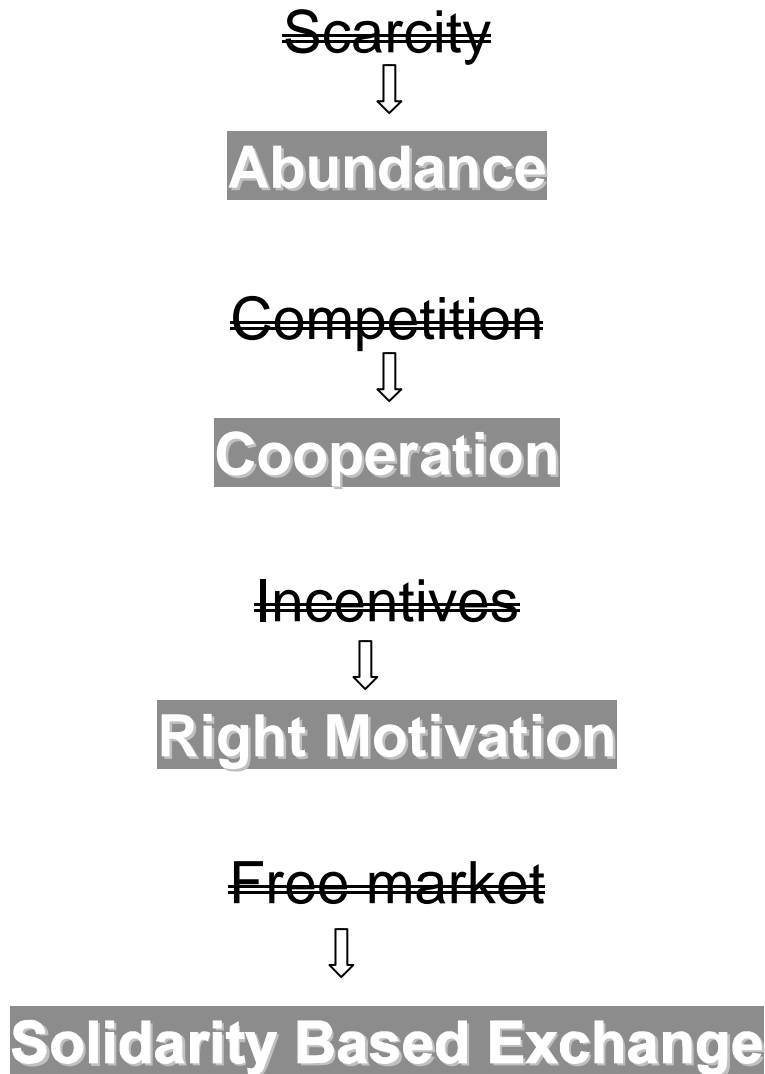 Scarcity
Abundance
Competition
Cooperation
Incentives
Right Motivation
Free market
Solidarity Based Exchange